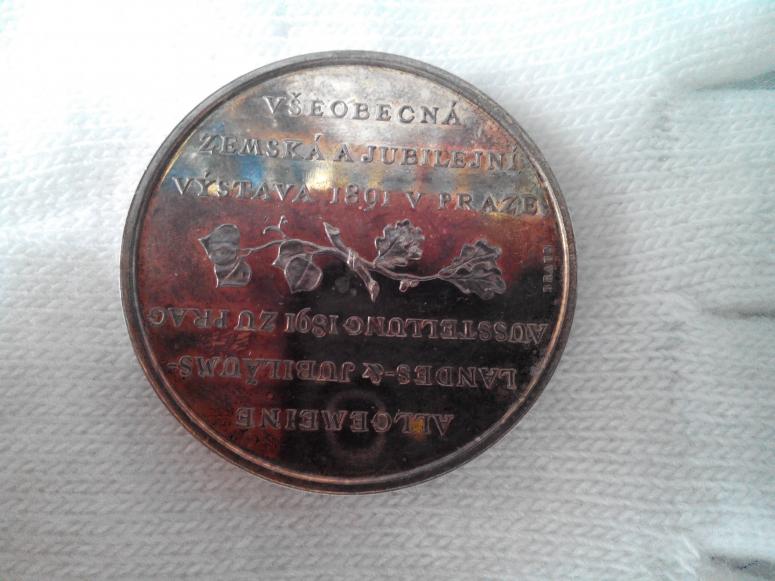 VŠEOBECNÁ
ZEMSKÁ A JUBILEJNÍ
VÝSTAVA 1891 V PRAZE
ALLGEMEINE
LANDES-& JUBILÄUMS-
AUSSTELLUNG 1891 ZU PRAG